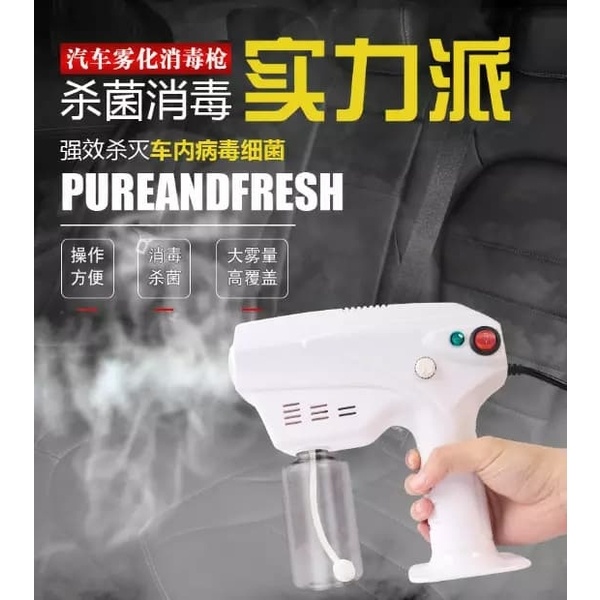 汽车雾化消毒枪
杀菌消毒
实力派
强效杀灭车内病毒细菌
PUREANDFRESH
操作
方便
消毒
杀菌
大雾量
高覆盖